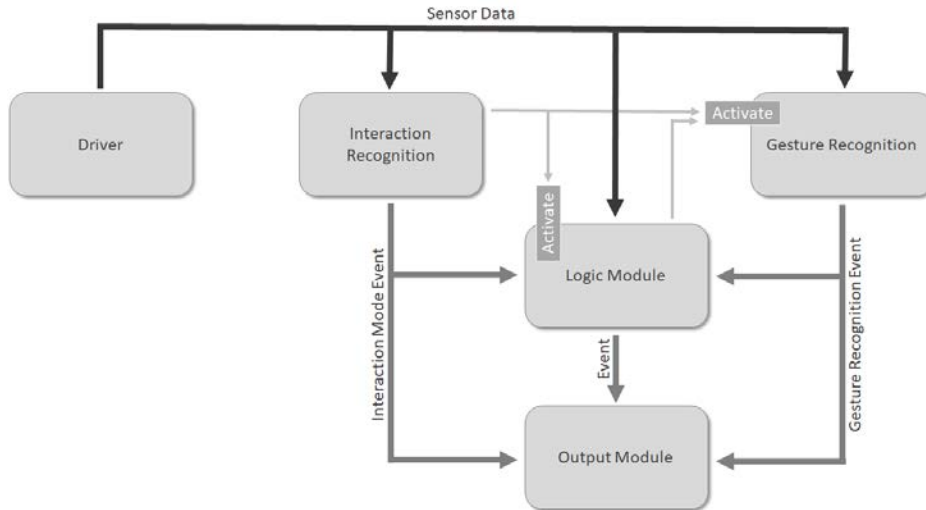 Sensor Data
Driver
Interaction
Recognition
Activate
Gesture Recognition
Activate
Logic Module
Interaction Mode Event
Event
Gesture Recognition Event
Output Module